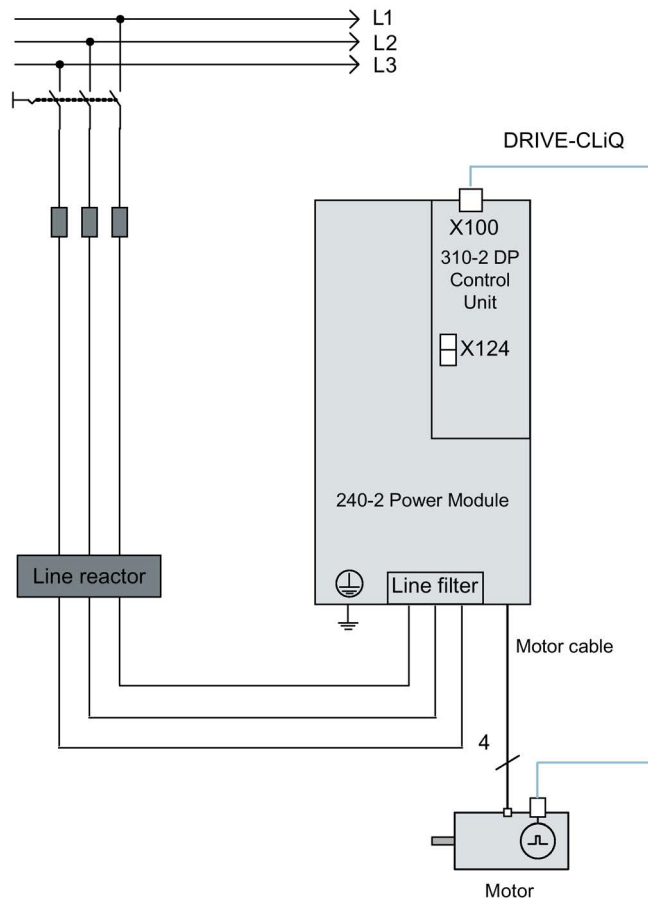 L1
L2
L3
DRIVE-CLiQ
X100
310-2 DP
Control
Unit
X124
240-2 Power Module
Line reactor
Line filter
Motor cable
4
Motor